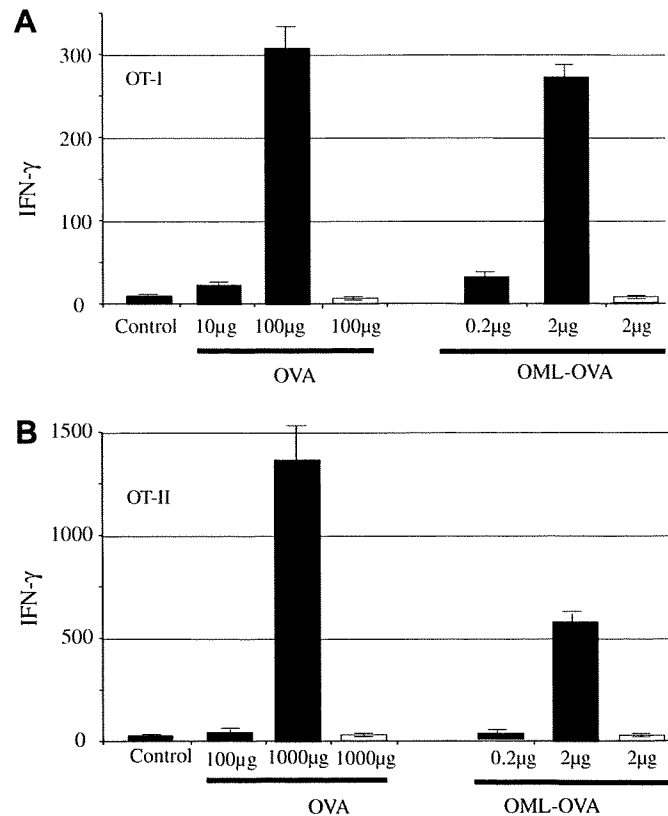 A
OT-I
IFN-γ
300
200
100
0
Control 10μg 100μg 100μg 0.2μg 2μg 2μg
OVA OML-OVA
B
OT-II
IFN-γ
1500
1000
500
0
Control 100μg 1000μg 1000μg 0.2μg 2μg 2μg
OVA OML-OVA